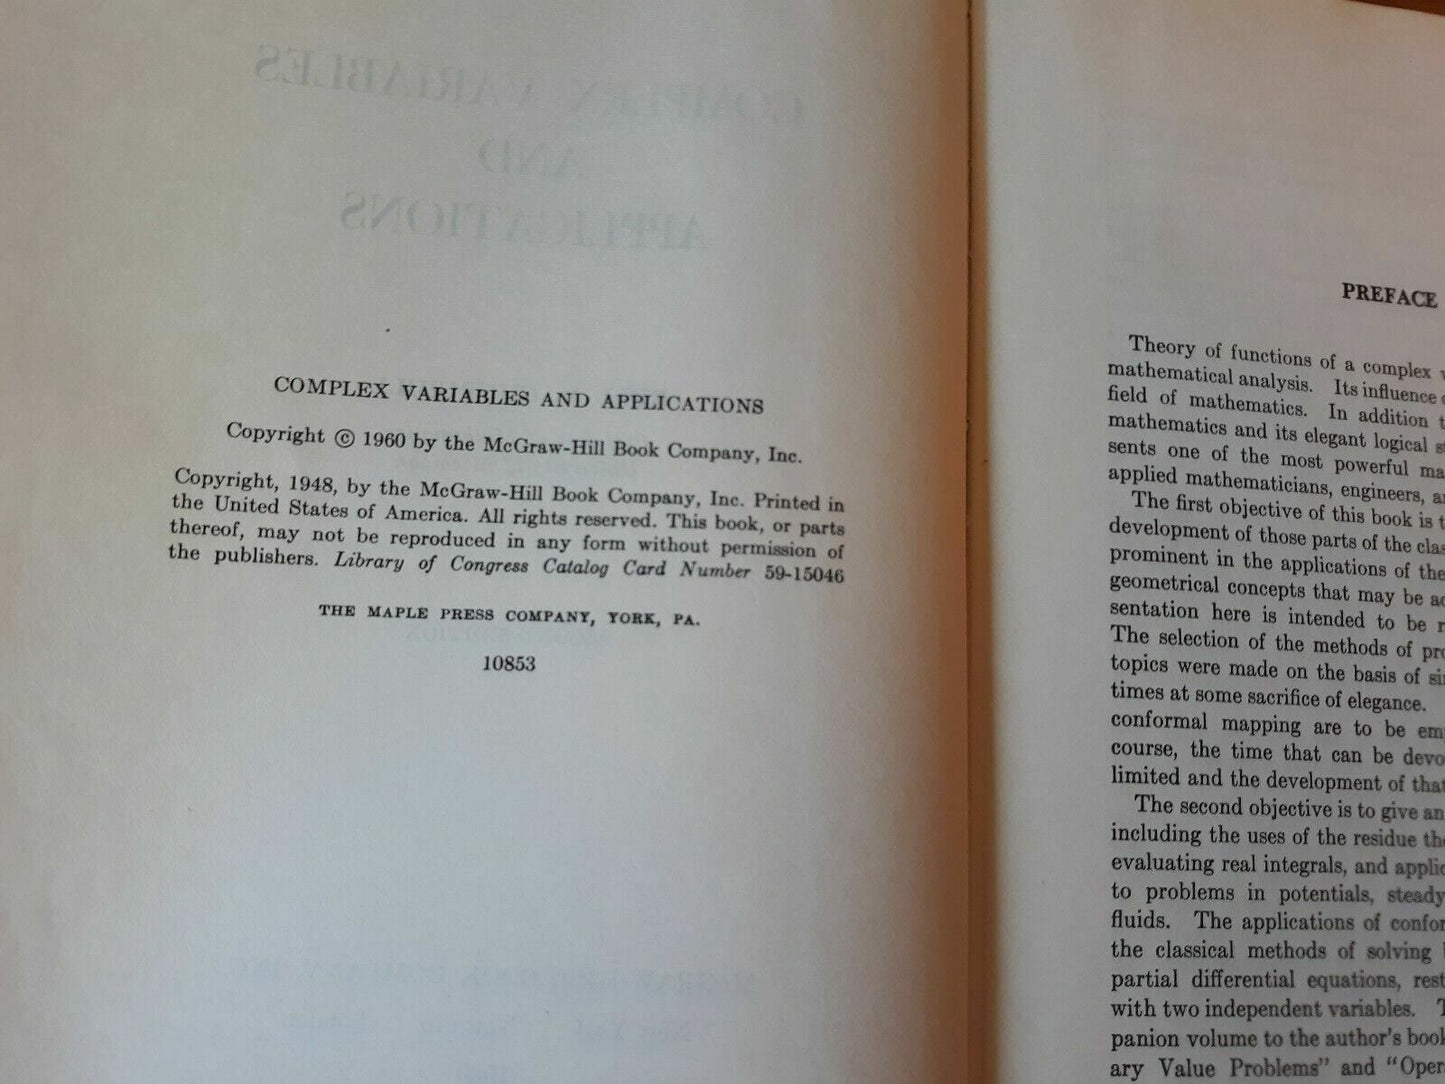 COMPLEX VARIABLES
AND
APPLICATIONS
COMPLEX VARIABLES AND APPLICATIONS
Copyright © 1960 by the McGraw-Hill Book Company, Inc.
Copyright, 1948, by the McGraw-Hill Book Company, Inc. Printed in
the United States of America. All rights reserved. This book, or parts
thereof, may not be reproduced in any form without permission of
the publishers. Library of Congress Catalog Card Number 59-15046
THE MAPLE PRESS COMPANY, YORK, PA.
10853
PREFACE
Theory of functions of a complex
mathematical analysis. Its influence
field of mathematics. In addition
mathematics and its elegant logical
sents one of the most powerful
applied mathematicians, engineers,
The first objective of this book is
development of those parts of the
prominent in the applications of the
geometrical concepts that may be
sentation here is intended to be
The selection of the methods of
topics were made on the basis of
times at some sacrifice of elegance.
conformal mapping are to be
course, the time that can be
limited and the development of that
The second objective is to give an
including the uses of the residue
evaluating real integrals, and
to problems in potentials, steady
fluids. The applications of
the classical methods of solving
partial differential equations,
with two independent variables.
panion volume to the author's
ary Value Problems" and